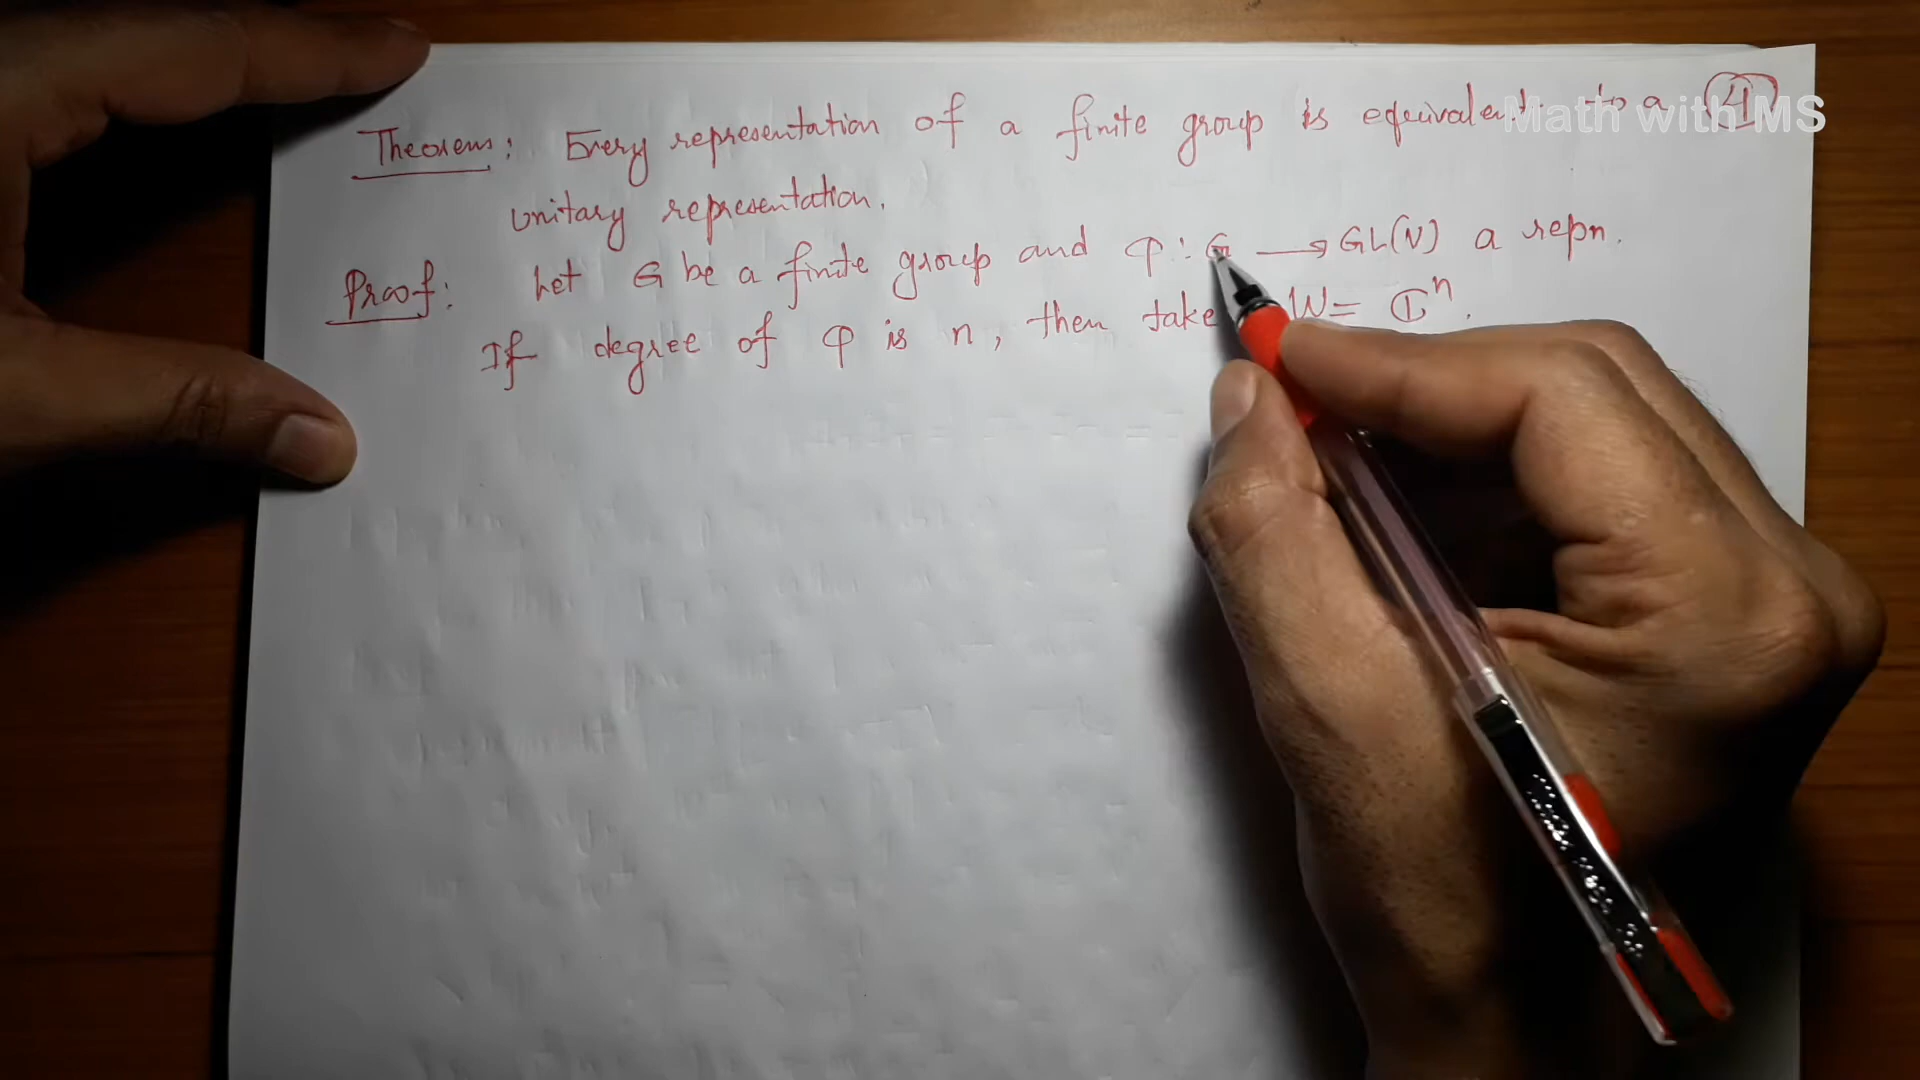 Theorem: Every representation of a finite group is equivalent to a 4
Math with MS
unitary representation.
Proof: Let G be a finite group and φ: G → GL(V) a repn.
If degree of φ is n, then take W = ℂⁿ.